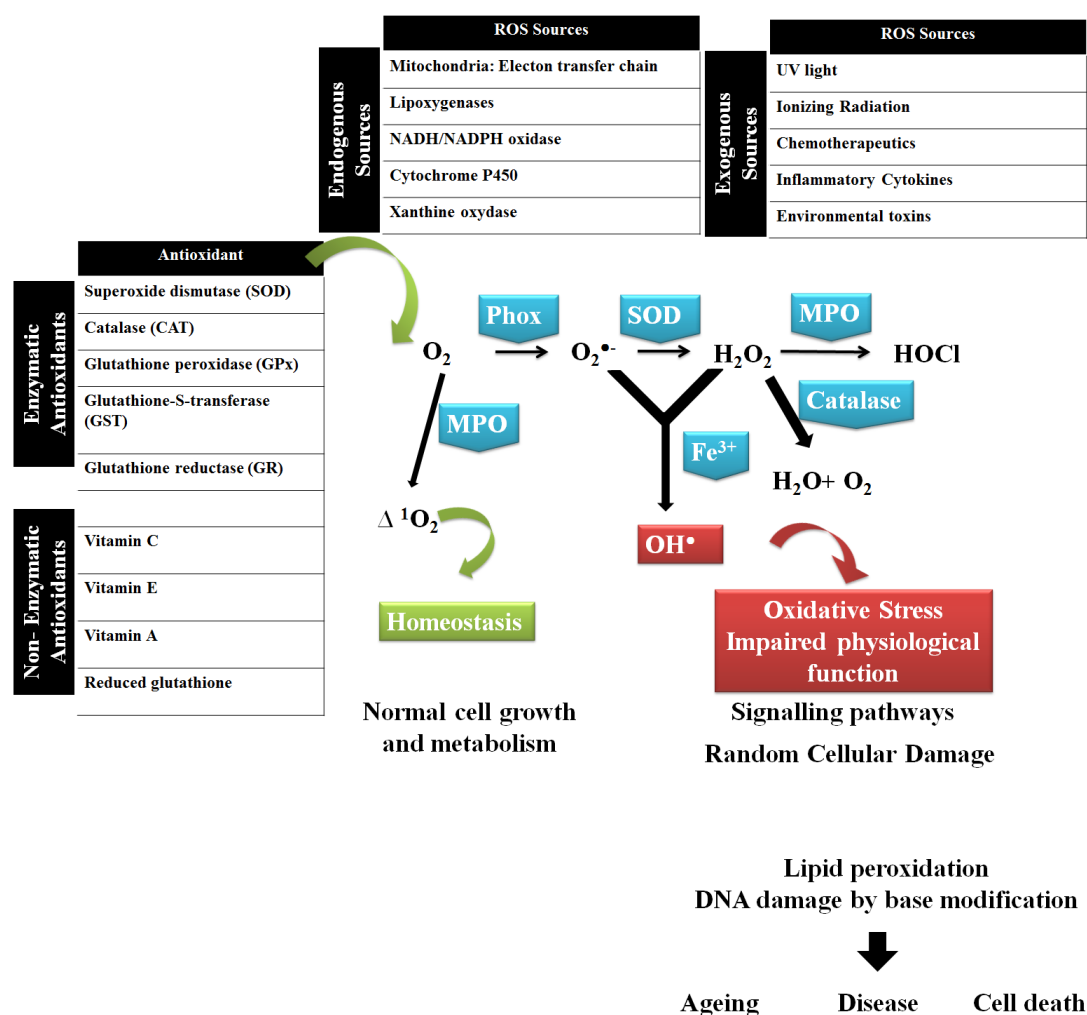 ROS Sources
Endogenous
Sources
Mitochondria: Electon transfer chain
Lipoxygenases
NADH/NADPH oxidase
Cytochrome P450
Xanthine oxydase
ROS Sources
Exogenous
Sources
UV light
Ionizing Radiation
Chemotherapeutics
Inflammatory Cytokines
Environmental toxins
Antioxidant
Enzymatic
Antioxidants
Superoxide dismutase (SOD)
Catalase (CAT)
Glutathione peroxidase (GPx)
Glutathione-S-transferase
(GST)
Glutathione reductase (GR)
Non- Enzymatic
Antioxidants
Vitamin C
Vitamin E
Vitamin A
Reduced glutathione
Phox
SOD
MPO
O₂
O₂•⁻
H₂O₂
HOCl
MPO
Catalase
Fe³⁺
H₂O+ O₂
Δ ¹O₂
OH•
Homeostasis
Oxidative Stress
Impaired physiological
function
Normal cell growth
and metabolism
Signalling pathways
Random Cellular Damage
Lipid peroxidation
DNA damage by base modification
Ageing
Disease
Cell death